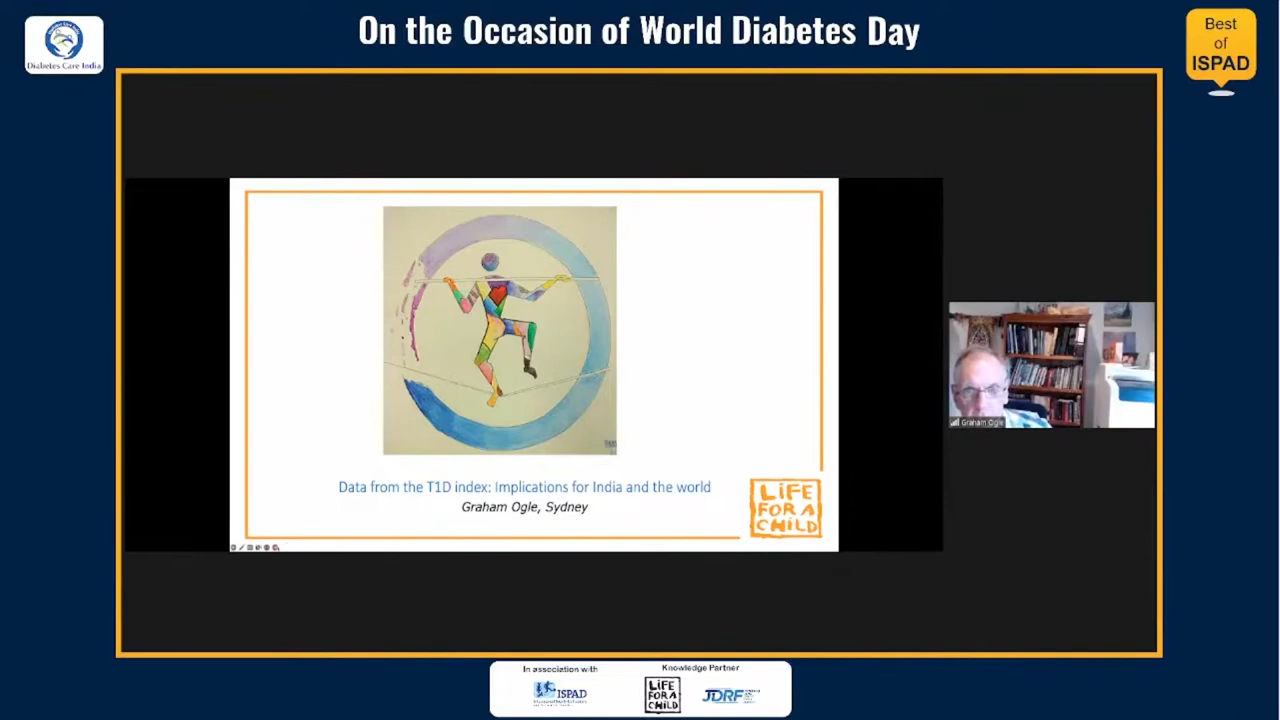 On the Occasion of World Diabetes Day
Diabetes Care India
Best
of
ISPAD
Data from the T1D index: Implications for India and the world
Graham Ogle, Sydney
LiFE
FOR A
CHiLD
Graham Ogle
In association with
ISPAD
Knowledge Partner
LiFE
FOR A
CHiLD
JDRF